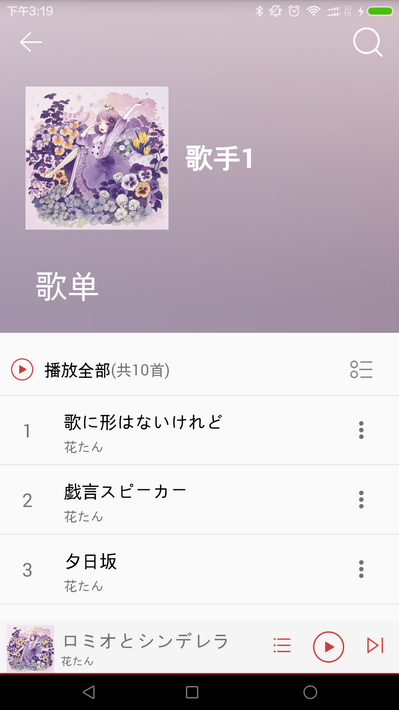 下午3:19
歌手1
歌单
播放全部(共10首)
1
歌に形はないけれど
花たん
2
戯言スピーカー
花たん
3
夕日坂
花たん
ロミオとシンデレラ
花たん